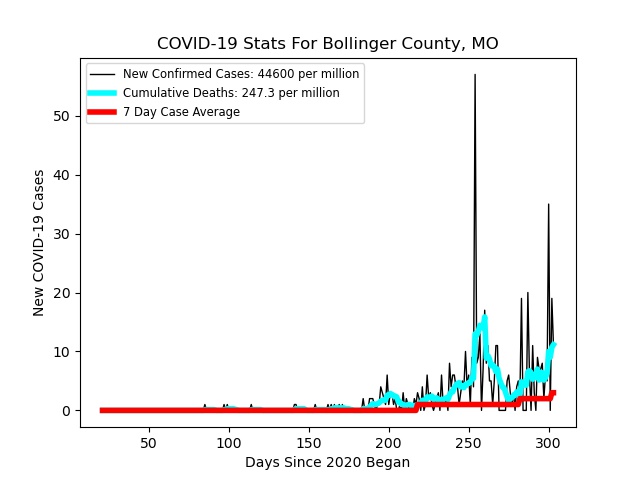 COVID-19 Stats For Bollinger County, MO
New Confirmed Cases: 44600 per million
Cumulative Deaths: 247.3 per million
7 Day Case Average
New COVID-19 Cases
50
40
30
20
10
0
50 100 150 200 250 300
Days Since 2020 Began